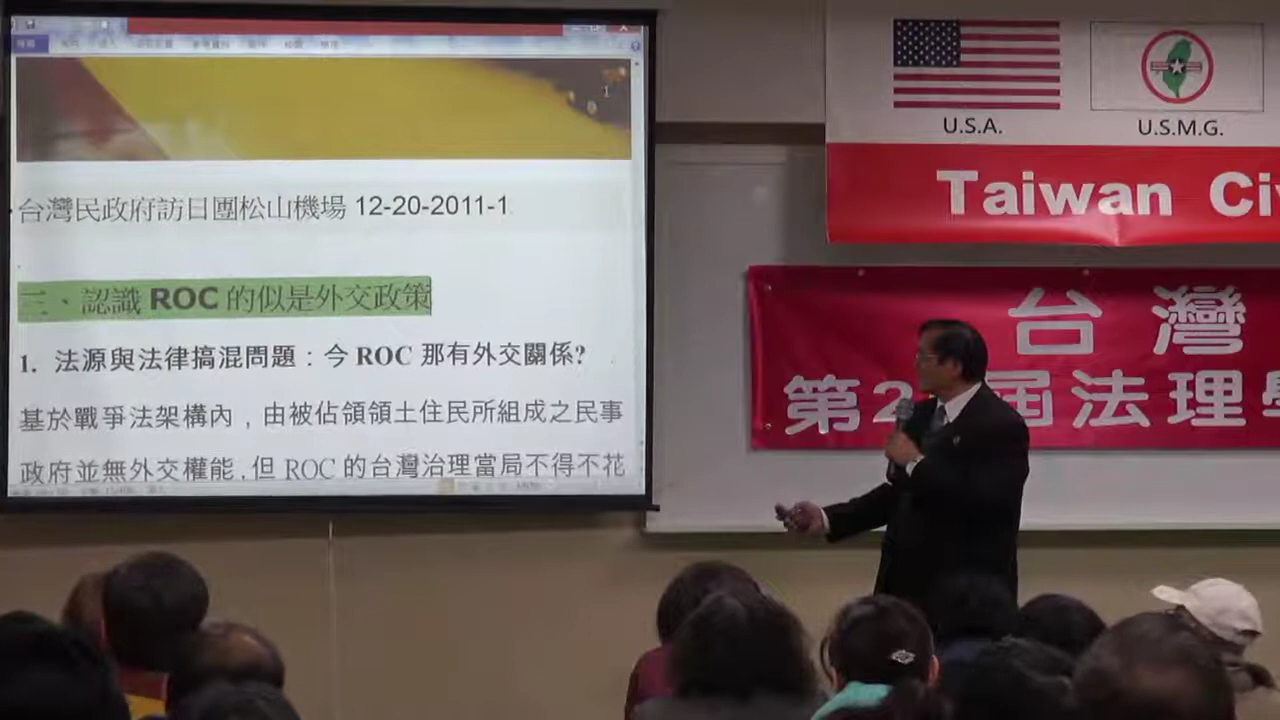 1
台灣民政府訪日團松山機場 12-20-2011-1
三、認識 ROC 的似是外交政策
1. 法源與法律搞混問題：今 ROC 那有外交關係?
基於戰爭法架構內，由被佔領領土住民所組成之民事
政府並無外交權能，但 ROC 的台灣治理當局不得不花
U.S.A.
U.S.M.G.
Taiwan Ci
台灣
第2 屆法理學